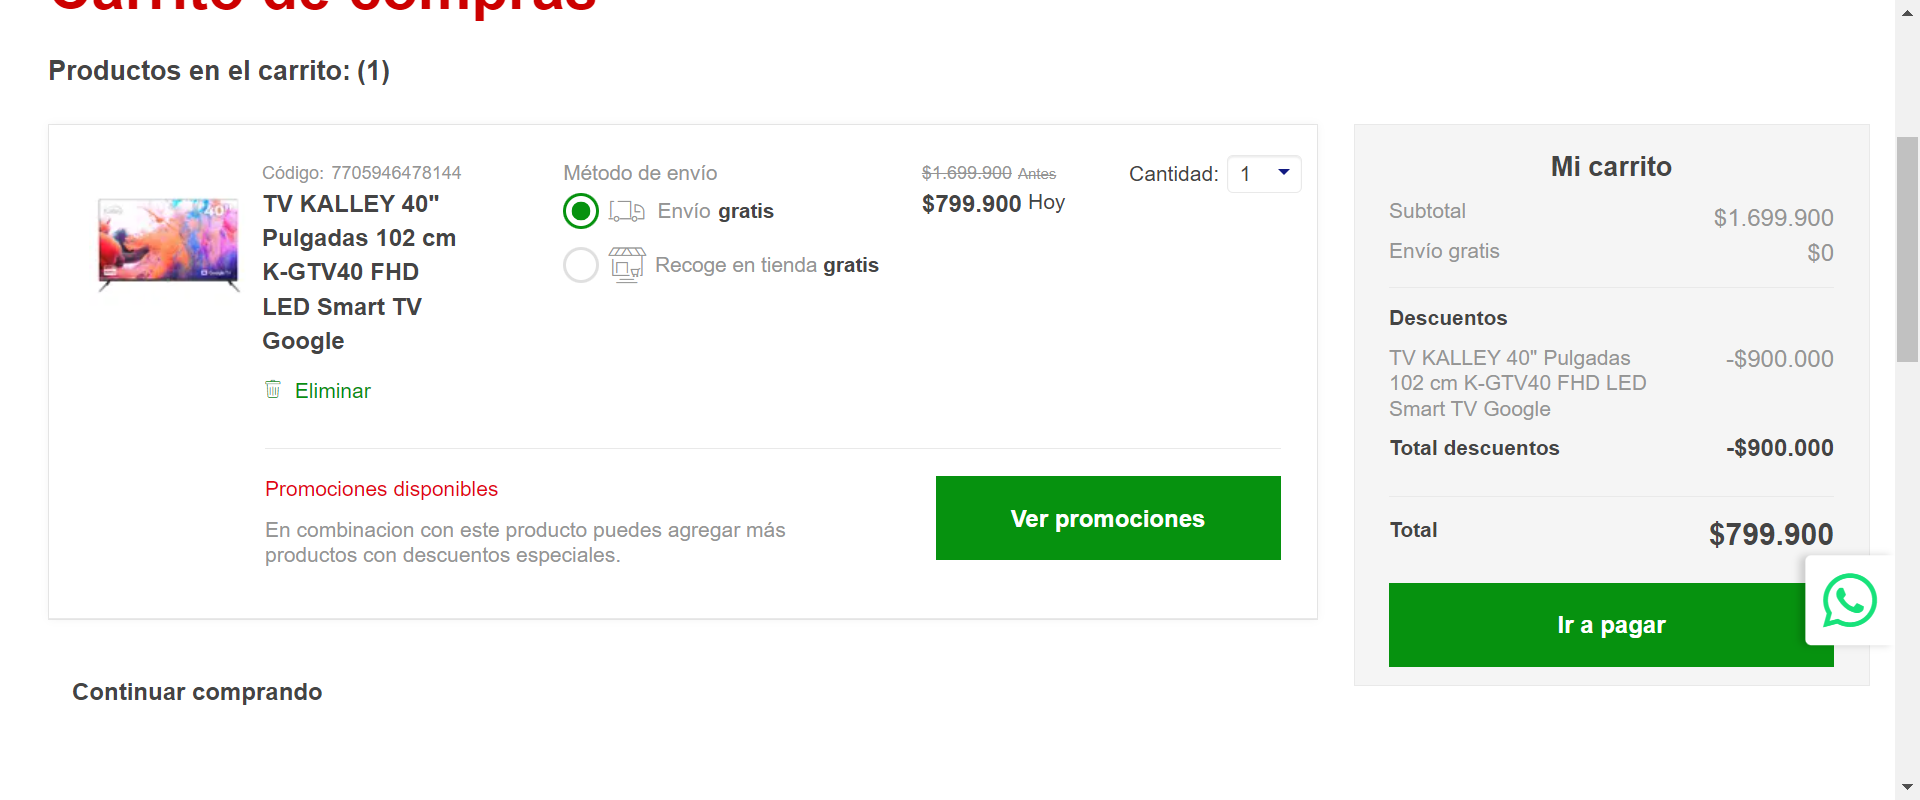 Carrito de compras
Productos en el carrito: (1)
Código: 7705946478144
TV KALLEY 40"
Pulgadas 102 cm
K-GTV40 FHD
LED Smart TV
Google
Eliminar
Método de envío
Envío gratis
Recoge en tienda gratis
$1.699.900 Antes
$799.900 Hoy
Cantidad: 1
Promociones disponibles
En combinacion con este producto puedes agregar más
productos con descuentos especiales.
Ver promociones
Continuar comprando
Mi carrito
Subtotal $1.699.900
Envío gratis $0
Descuentos
TV KALLEY 40" Pulgadas -$900.000
102 cm K-GTV40 FHD LED
Smart TV Google
Total descuentos -$900.000
Total $799.900
Ir a pagar